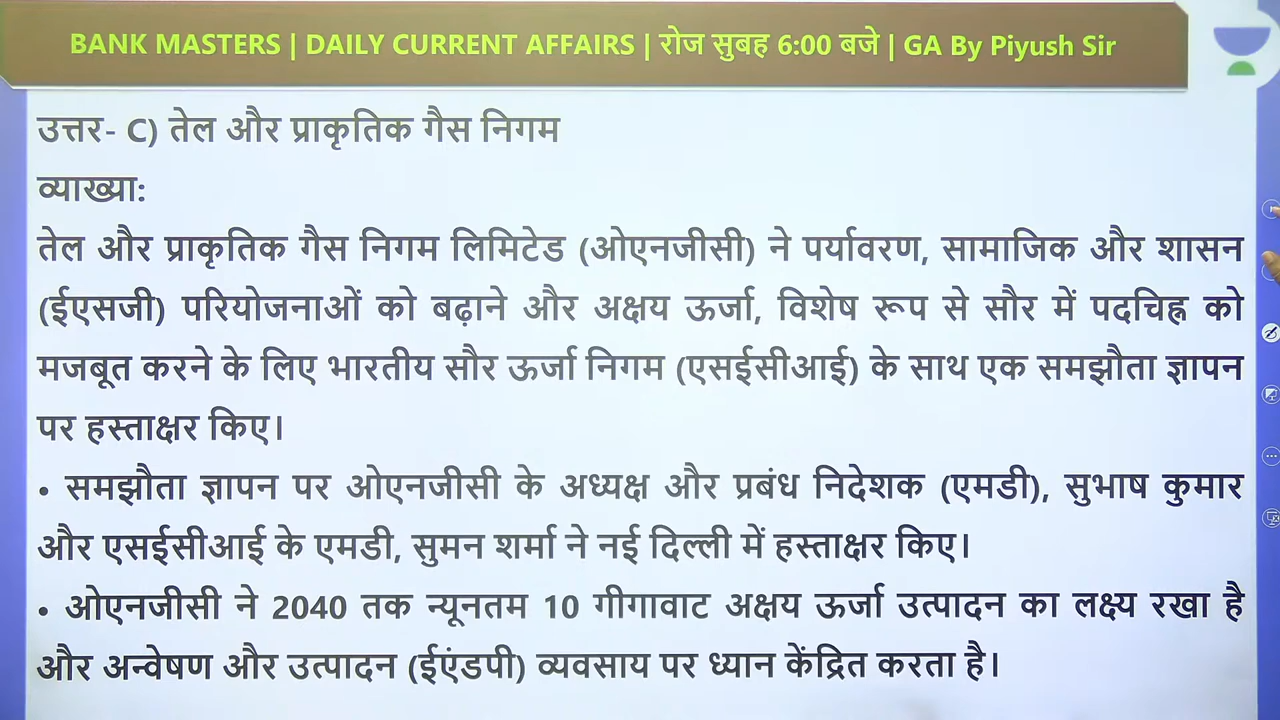 BANK MASTERS | DAILY CURRENT AFFAIRS | रोज सुबह 6:00 बजे | GA By Piyush Sir
उत्तर- C) तेल और प्राकृतिक गैस निगम
व्याख्या:
तेल और प्राकृतिक गैस निगम लिमिटेड (ओएनजीसी) ने पर्यावरण, सामाजिक और शासन
(ईएसजी) परियोजनाओं को बढ़ाने और अक्षय ऊर्जा, विशेष रूप से सौर में पदचिह्न को
मजबूत करने के लिए भारतीय सौर ऊर्जा निगम (एसईसीआई) के साथ एक समझौता ज्ञापन
पर हस्ताक्षर किए।
• समझौता ज्ञापन पर ओएनजीसी के अध्यक्ष और प्रबंध निदेशक (एमडी), सुभाष कुमार
और एसईसीआई के एमडी, सुमन शर्मा ने नई दिल्ली में हस्ताक्षर किए।
• ओएनजीसी ने 2040 तक न्यूनतम 10 गीगावाट अक्षय ऊर्जा उत्पादन का लक्ष्य रखा है
और अन्वेषण और उत्पादन (ईएंडपी) व्यवसाय पर ध्यान केंद्रित करता है।